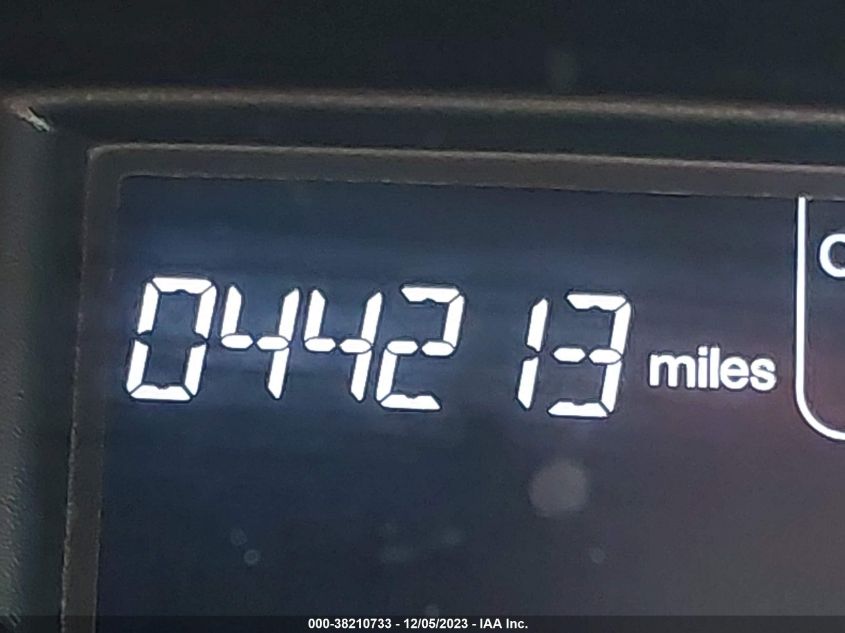 044213 miles
000-38210733 - 12/05/2023 - IAA Inc.